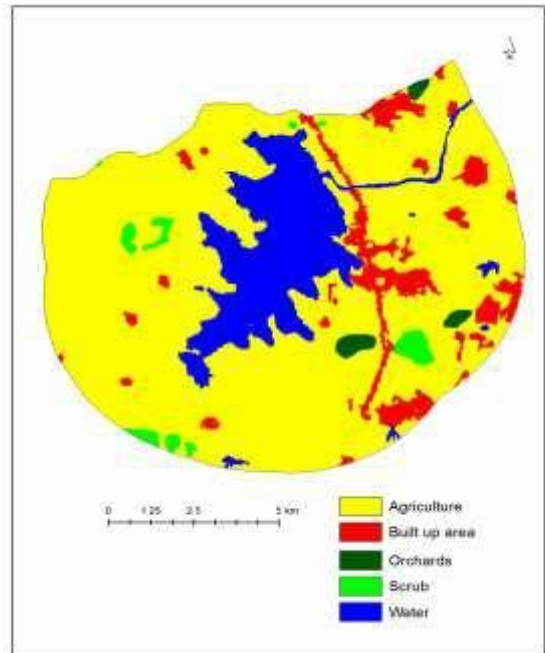 0 1.25 2.5 5 km
Agriculture
Built up area
Orchards
Scrub
Water